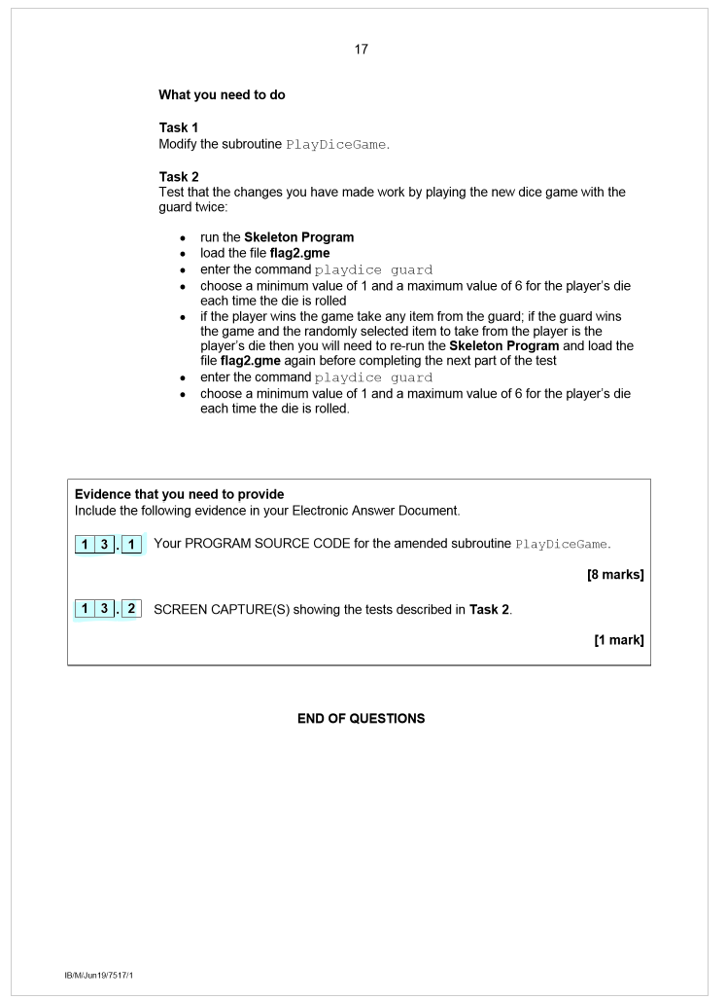 17
What you need to do
Task 1
Modify the subroutine PlayDiceGame.
Task 2
Test that the changes you have made work by playing the new dice game with the
guard twice:
• run the Skeleton Program
• load the file flag2.gme
• enter the command playdice guard
• choose a minimum value of 1 and a maximum value of 6 for the player's die
each time the die is rolled
• if the player wins the game take any item from the guard; if the guard wins
the game and the randomly selected item to take from the player is the
player's die then you will need to re-run the Skeleton Program and load the
file flag2.gme again before completing the next part of the test
• enter the command playdice guard
• choose a minimum value of 1 and a maximum value of 6 for the player's die
each time the die is rolled.
Evidence that you need to provide
Include the following evidence in your Electronic Answer Document.
1 3 . 1 Your PROGRAM SOURCE CODE for the amended subroutine PlayDiceGame.
[8 marks]
1 3 . 2 SCREEN CAPTURE(S) showing the tests described in Task 2.
[1 mark]
END OF QUESTIONS
IB/M/Jun19/7517/1